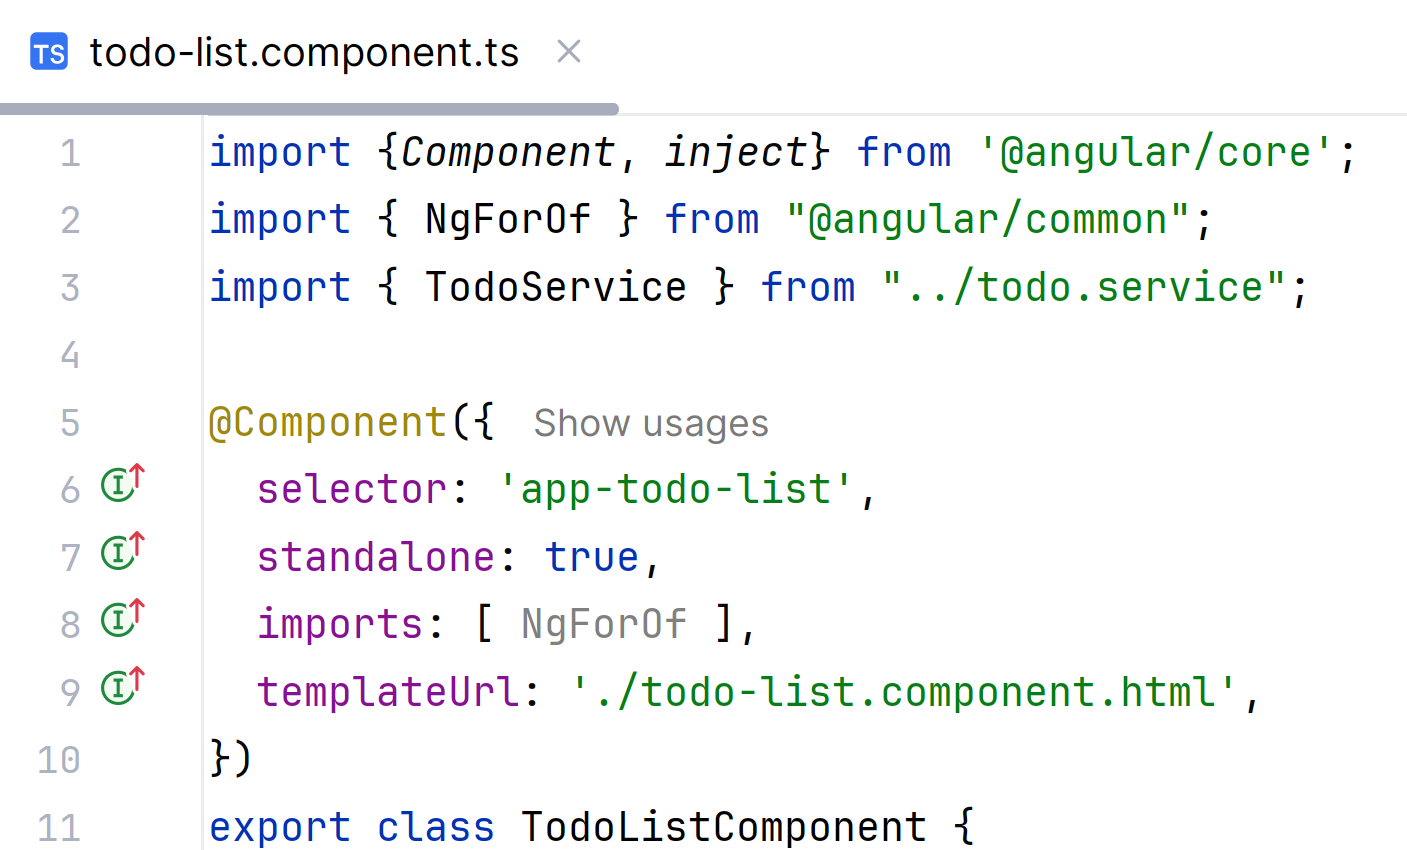 TS todo-list.component.ts
1 import {Component, inject} from '@angular/core';
2 import { NgForOf } from "@angular/common";
3 import { TodoService } from "../todo.service";
4
5 @Component({ Show usages
6 selector: 'app-todo-list',
7 standalone: true,
8 imports: [ NgForOf ],
9 templateUrl: './todo-list.component.html',
10 })
11 export class TodoListComponent {